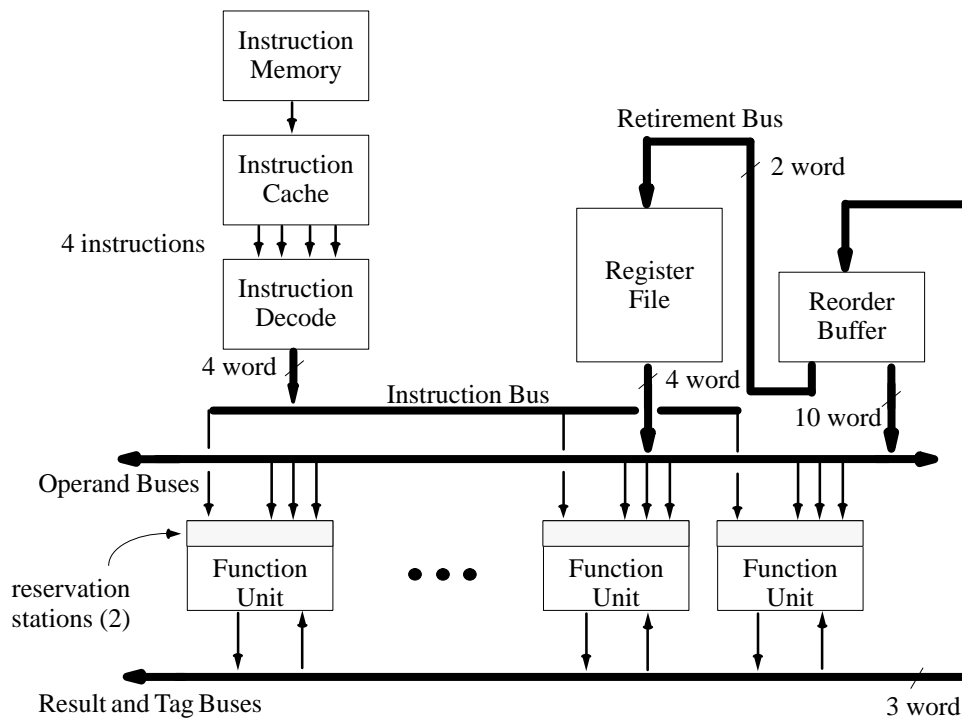 Instruction
Memory
Retirement Bus
2 word
Instruction
Cache
4 instructions
Register
File
Instruction
Decode
Reorder
Buffer
4 word
4 word
Instruction Bus
10 word
Operand Buses
reservation
stations (2)
Function
Unit
Function
Unit
Function
Unit
Result and Tag Buses
3 word